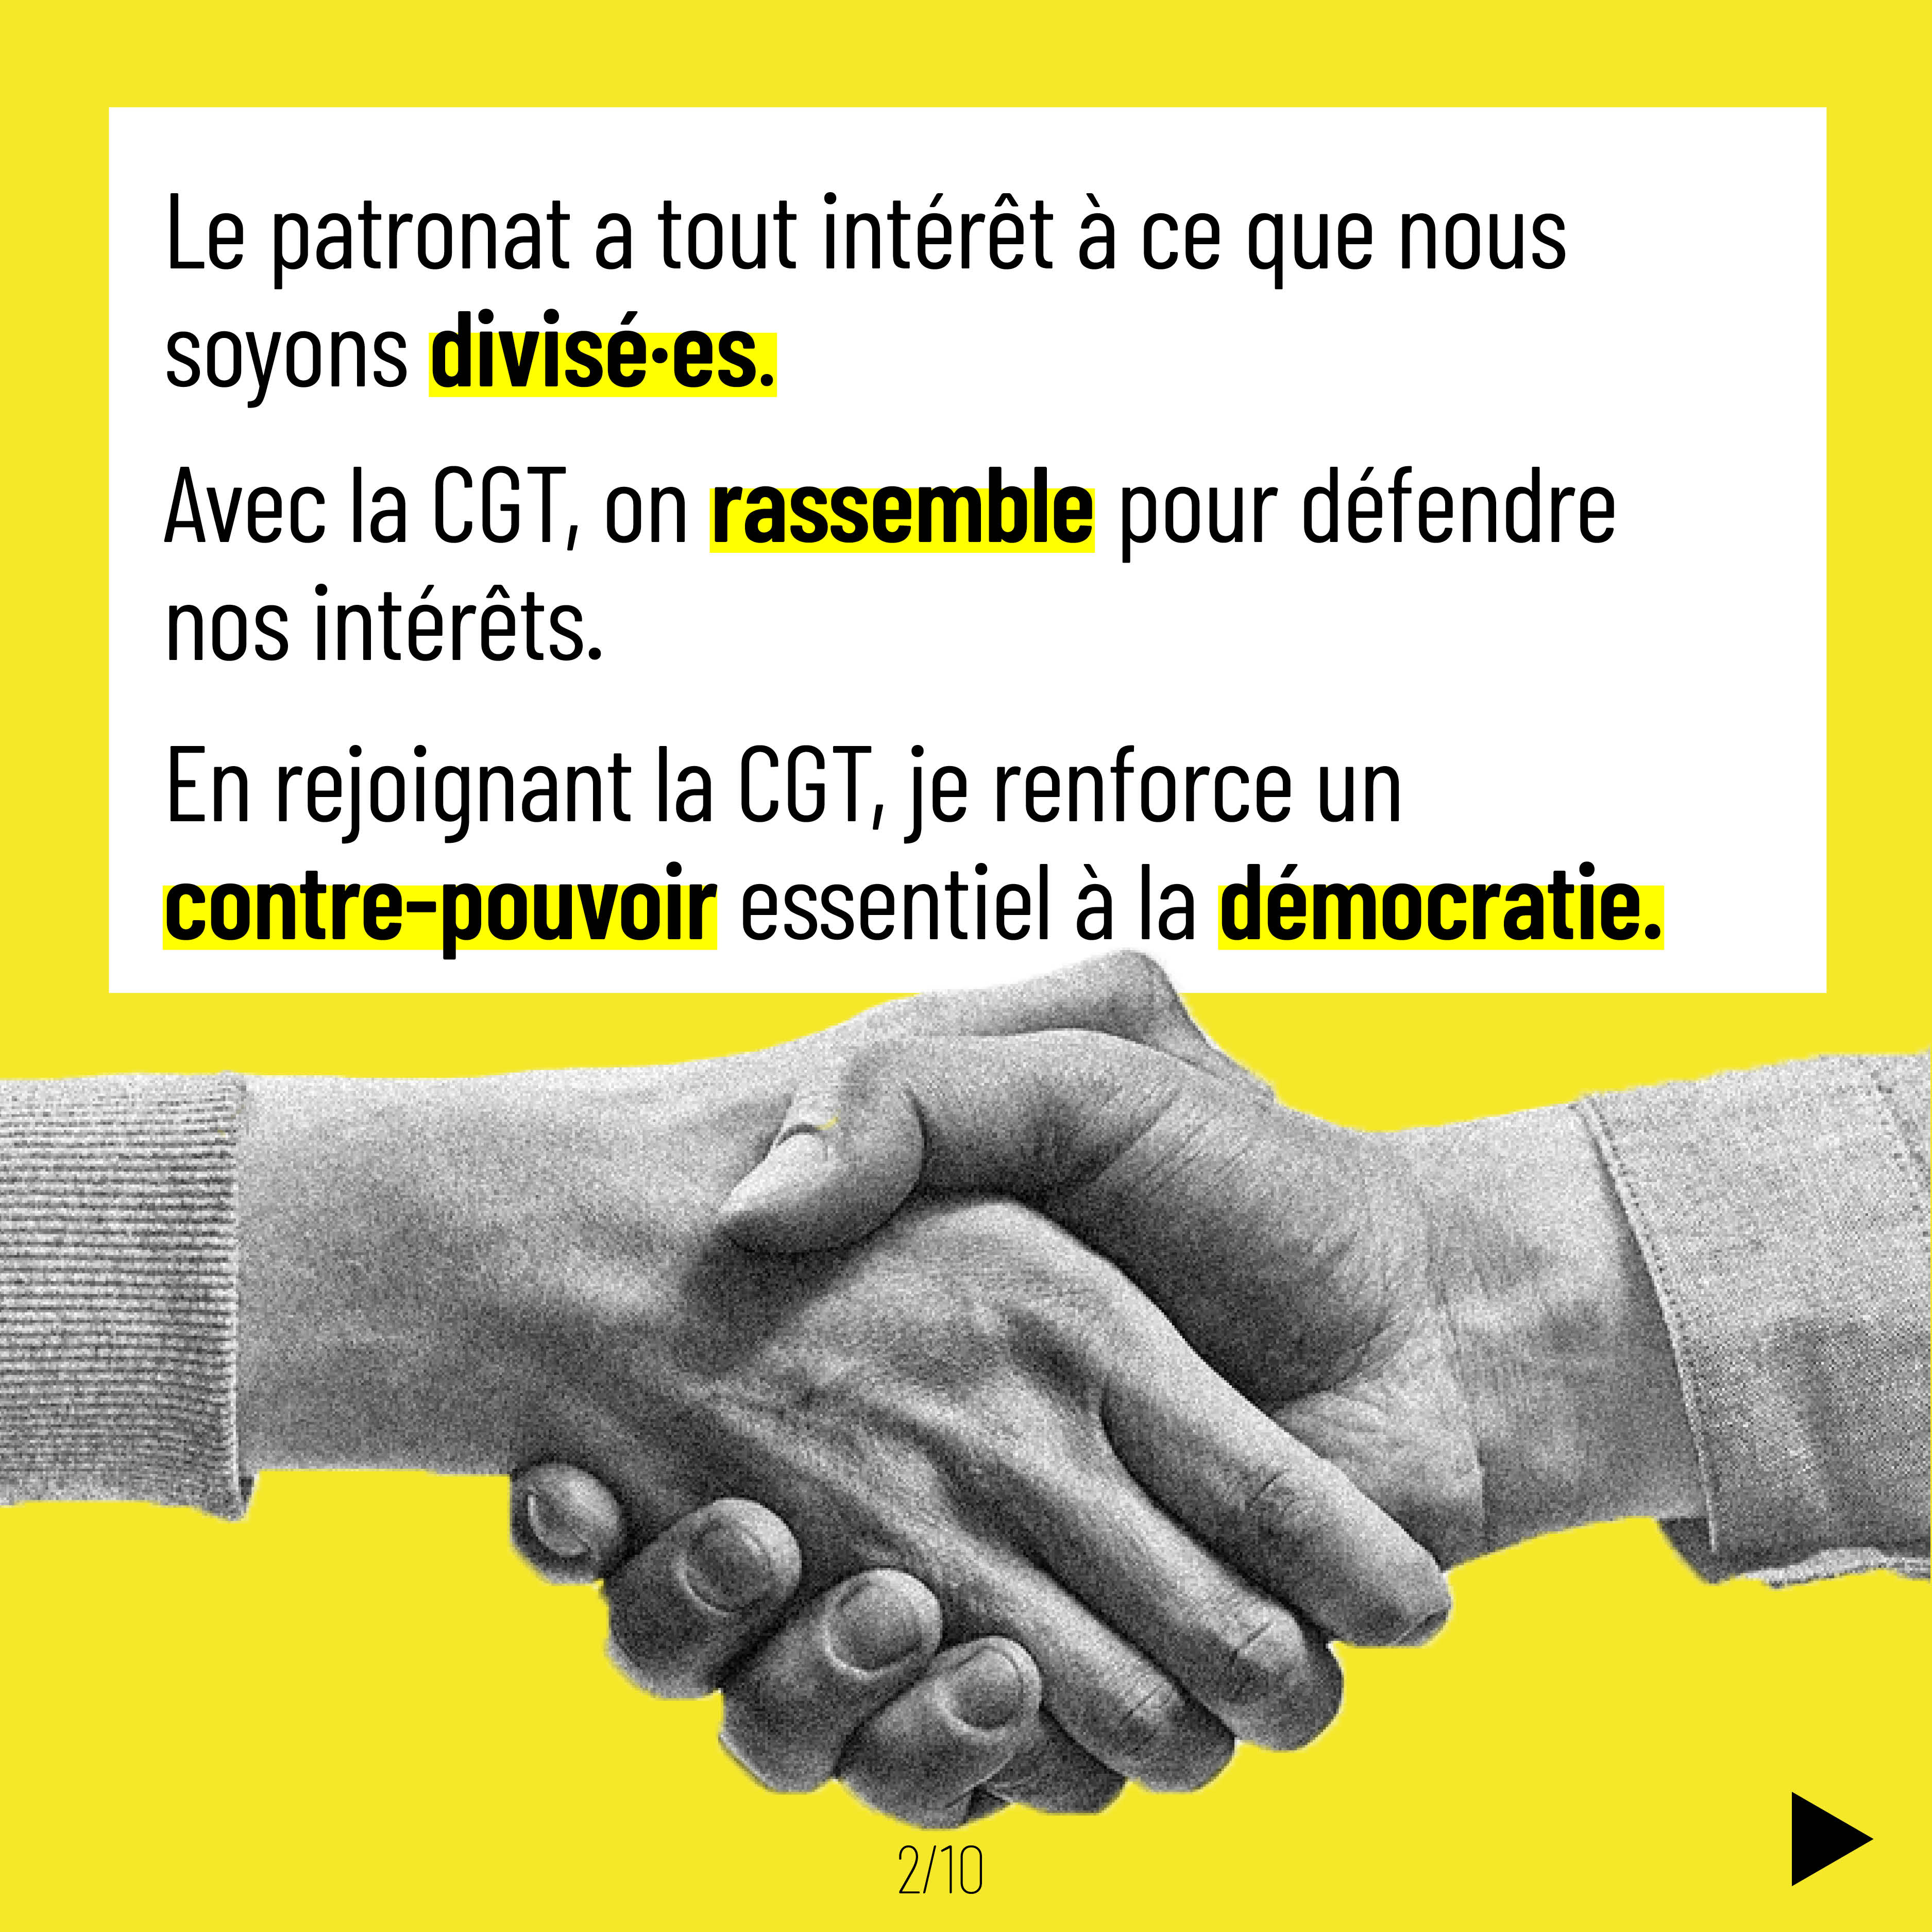 Le patronat a tout intérêt à ce que nous
soyons divisé·es.
Avec la CGT, on rassemble pour défendre
nos intérêts.
En rejoignant la CGT, je renforce un
contre-pouvoir essentiel à la démocratie.
2/10